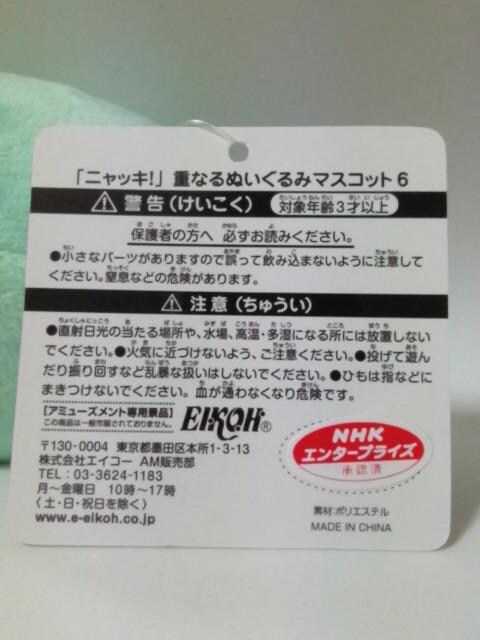 「ニャッキ!」重なるぬいぐるみマスコット6
⚠ 警告(けいこく) 対象年齢3才以上
保護者の方へ 必ずお読みください。
●小さなパーツがありますので誤って飲み込まないように注意して
ください。窒息などの危険があります。
⚠ 注意(ちゅうい)
●直射日光の当たる場所や、水場、高温・多湿になる所には放置しない
でください。●火気に近づけないよう、ご注意ください。●投げて遊ん
だり振り回すなど乱暴な扱いはしないでください。●ひもは指などに
まきつけないでください。血が通わなくなり危険です。
【アミューズメント専用景品】
この商品は一般市販されておりません。
EIKOH®
〒130-0004 東京都墨田区本所1-3-13
株式会社エイコー AM販売部
TEL: 03-3624-1183
月~金曜日 10時~17時
〈土・日・祝日を除く〉
www.e-eikoh.co.jp
NHK
エンタープライズ
承認済
素材:ポリエステル
MADE IN CHINA